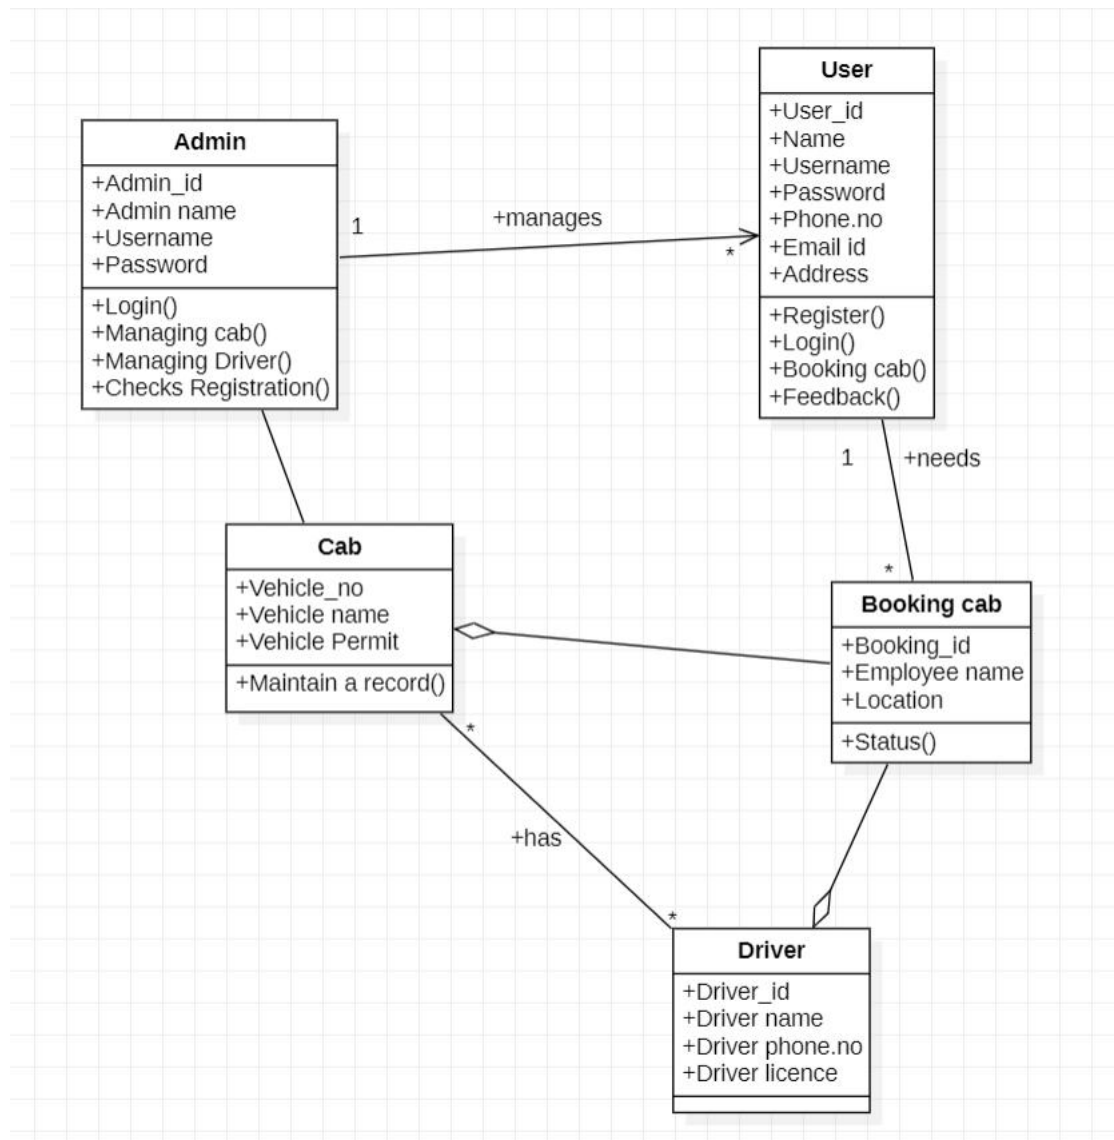 User
+User_id
+Name
+Username
+Password
+Phone.no
+Email id
+Address
+Register()
+Login()
+Booking cab()
+Feedback()
Admin
+Admin_id
+Admin name
+Username
+Password
+Login()
+Managing cab()
+Managing Driver()
+Checks Registration()
1
+manages
*
1
+needs
*
Cab
+Vehicle_no
+Vehicle name
+Vehicle Permit
+Maintain a record()
Booking cab
+Booking_id
+Employee name
+Location
+Status()
*
+has
*
Driver
+Driver_id
+Driver name
+Driver phone.no
+Driver licence